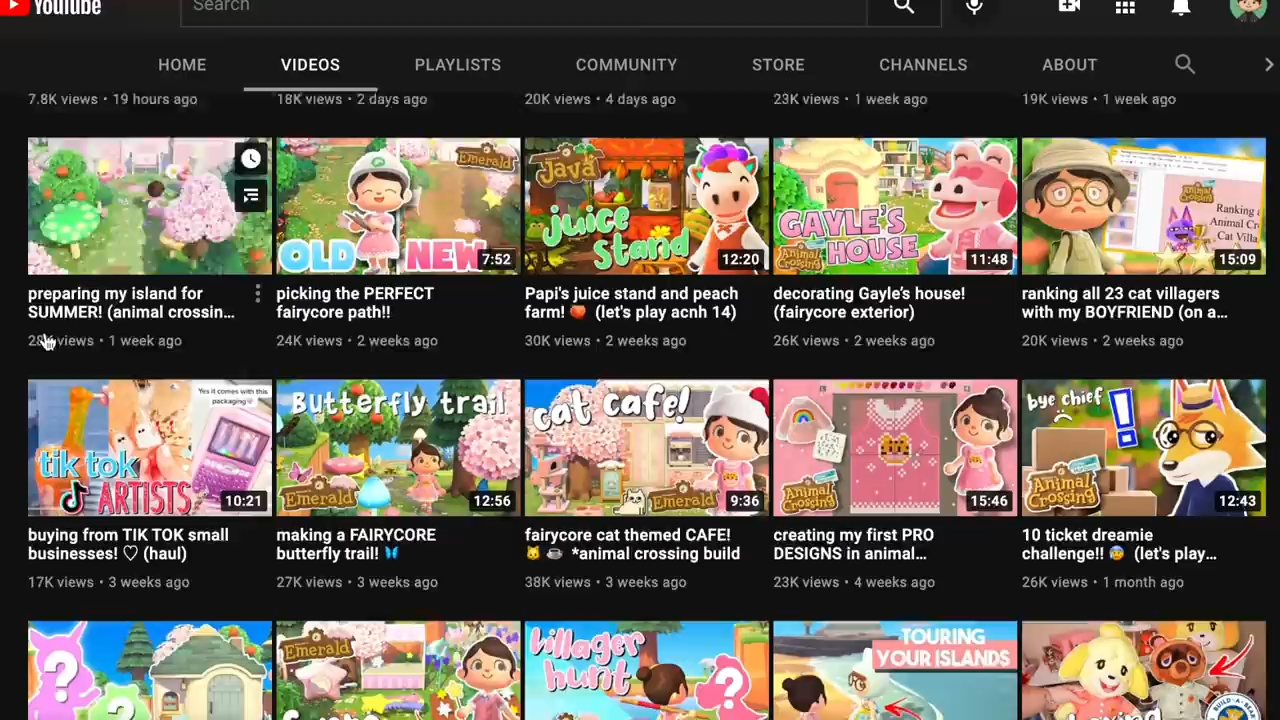 YouTube
Search
HOME
VIDEOS
PLAYLISTS
COMMUNITY
STORE
CHANNELS
ABOUT
7.8K views • 19 hours ago
18K views • 2 days ago
20K views • 4 days ago
23K views • 1 week ago
19K views • 1 week ago
preparing my island for
SUMMER! (animal crossin...
views • 1 week ago
Emerald
OLD
NEW
7:52
picking the PERFECT
fairycore path!!
24K views • 2 weeks ago
Java
juice
stand
12:20
Papi's juice stand and peach
farm! 🍑 (let's play acnh 14)
30K views • 2 weeks ago
GAYLE'S
HOUSE
Animal
Crossing
11:48
decorating Gayle's house!
(fairycore exterior)
26K views • 2 weeks ago
Animal
Crossing
Ranking
Animal Cr
Cat Villa
15:09
ranking all 23 cat villagers
with my BOYFRIEND (on a...
20K views • 2 weeks ago
Yes it comes with this
packaging
tik tok
ARTISTS
10:21
buying from TIK TOK small
businesses! ♡ (haul)
17K views • 3 weeks ago
Butterfly trail
Emerald
12:56
making a FAIRYCORE
butterfly trail! 🦋
27K views • 3 weeks ago
cat cafe!
Emerald
9:36
fairycore cat themed CAFE!
🐱 ☕ *animal crossing build
38K views • 3 weeks ago
Animal
Crossing
15:46
creating my first PRO
DESIGNS in animal...
23K views • 4 weeks ago
bye chief
Animal
Crossing
12:43
10 ticket dreamie
challenge!! 😰 (let's play...
26K views • 1 month ago
?
?
Emerald
villager
hunt
?
TOURING
YOUR ISLANDS
BUILD-A-BEAR